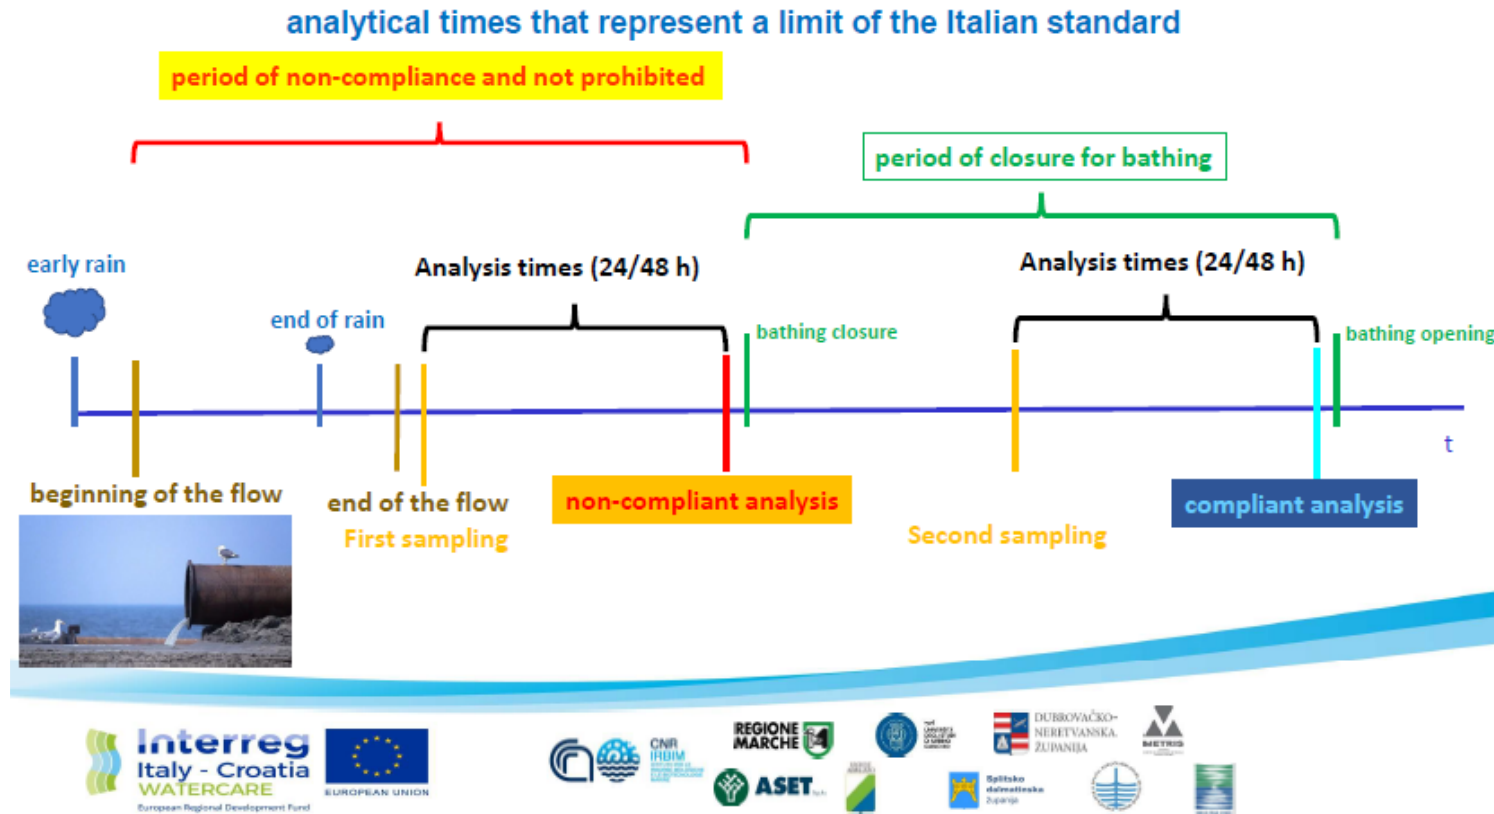 analytical times that represent a limit of the Italian standard
period of non-compliance and not prohibited
period of closure for bathing
early rain
end of rain
Analysis times (24/48 h)
bathing closure
Analysis times (24/48 h)
bathing opening
t
beginning of the flow
end of the flow
First sampling
non-compliant analysis
Second sampling
compliant analysis
Interreg
Italy - Croatia
WATERCARE
European Regional Development Fund
EUROPEAN UNION
CNR
IRBIM
REGIONE
MARCHE
ASET
DUBROVAČKO-
NERETVANSKA
ŽUPANIJA
METRIS
Splitsko
dalmatinska
županija